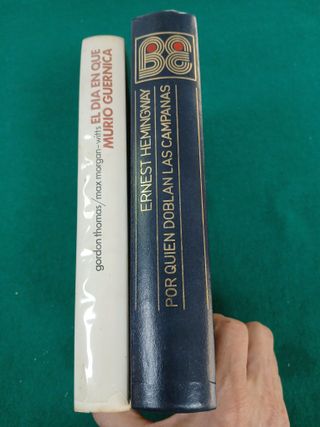 gordon thomas/max morgan-witts
EL DIA EN QUE
MURIO GUERNICA
ERNEST HEMINGWAY
POR QUIEN DOBLAN LAS CAMPANAS